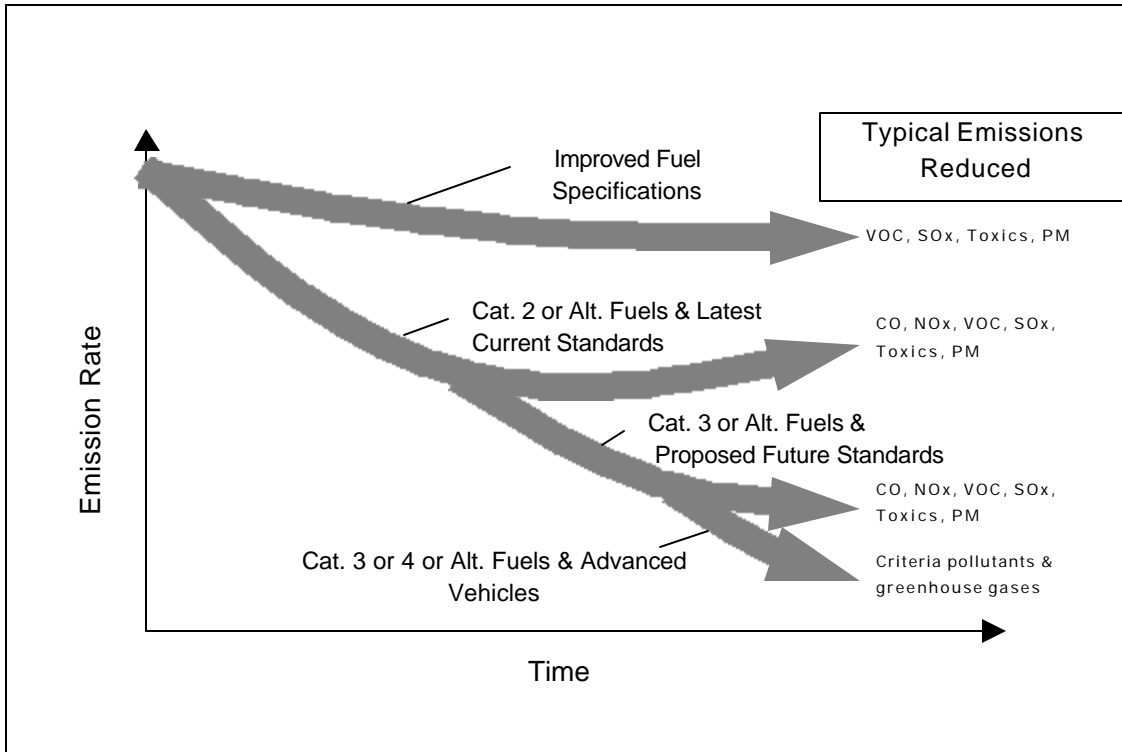 Typical Emissions
Reduced
Improved Fuel
Specifications
VOC, SOx, Toxics, PM
Cat. 2 or Alt. Fuels & Latest
Current Standards
CO, NOx, VOC, SOx,
Toxics, PM
Cat. 3 or Alt. Fuels &
Proposed Future Standards
CO, NOx, VOC, SOx,
Toxics, PM
Cat. 3 or 4 or Alt. Fuels & Advanced
Vehicles
Criteria pollutants &
greenhouse gases
Emission Rate
Time